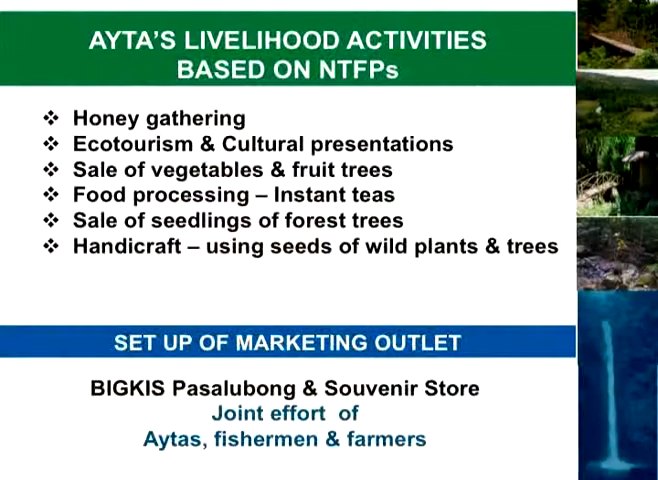 AYTA'S LIVELIHOOD ACTIVITIES
BASED ON NTFPs
❖ Honey gathering
❖ Ecotourism & Cultural presentations
❖ Sale of vegetables & fruit trees
❖ Food processing – Instant teas
❖ Sale of seedlings of forest trees
❖ Handicraft – using seeds of wild plants & trees
SET UP OF MARKETING OUTLET
BIGKIS Pasalubong & Souvenir Store
Joint effort of
Aytas, fishermen & farmers